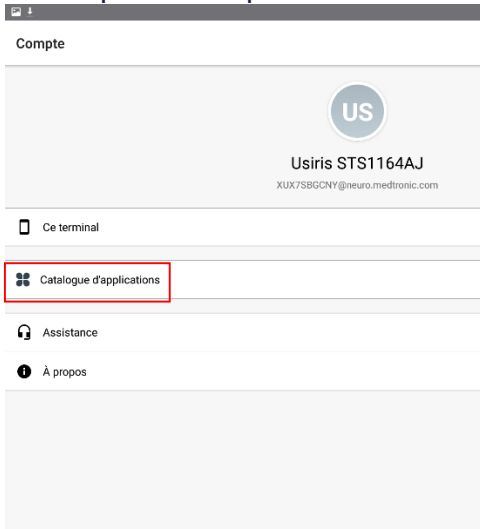 Compte
US
Usiris STS1164AJ
XUX7SBGCNY@neuro.medtronic.com
Ce terminal
Catalogue d'applications
Assistance
À propos